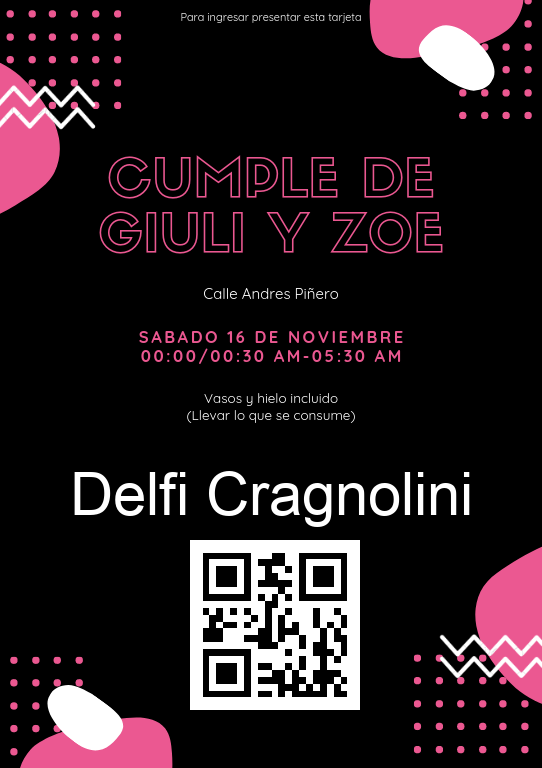 Para ingresar presentar esta tarjeta
CUMPLE DE
GIULI Y ZOE
Calle Andres Piñero
SABADO 16 DE NOVIEMBRE
00:00/00:30 AM-05:30 AM
Vasos y hielo incluido
(Llevar lo que se consume)
Delfi Cragnolini